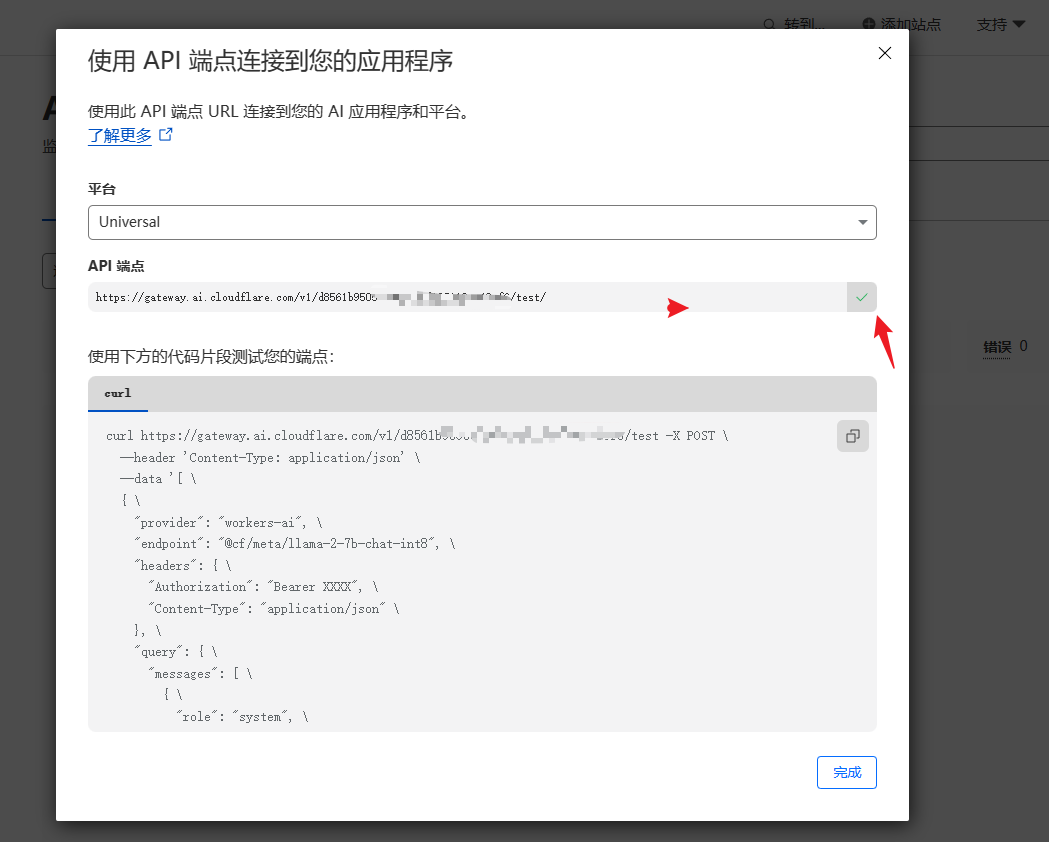 转到...
添加站点
支持
使用 API 端点连接到您的应用程序
使用此 API 端点 URL 连接到您的 AI 应用程序和平台。
了解更多
平台
Universal
API 端点
https://gateway.ai.cloudflare.com/v1/d8561b950 /test/
使用下方的代码片段测试您的端点:
错误 0
curl
curl https://gateway.ai.cloudflare.com/v1/d8561b /test -X POST \
--header 'Content-Type: application/json' \
--data '[ \
{ \
"provider": "workers-ai", \
"endpoint": "@cf/meta/llama-2-7b-chat-int8", \
"headers": { \
"Authorization": "Bearer XXXX", \
"Content-Type": "application/json" \
}, \
"query": { \
"messages": [ \
{ \
"role": "system", \
完成